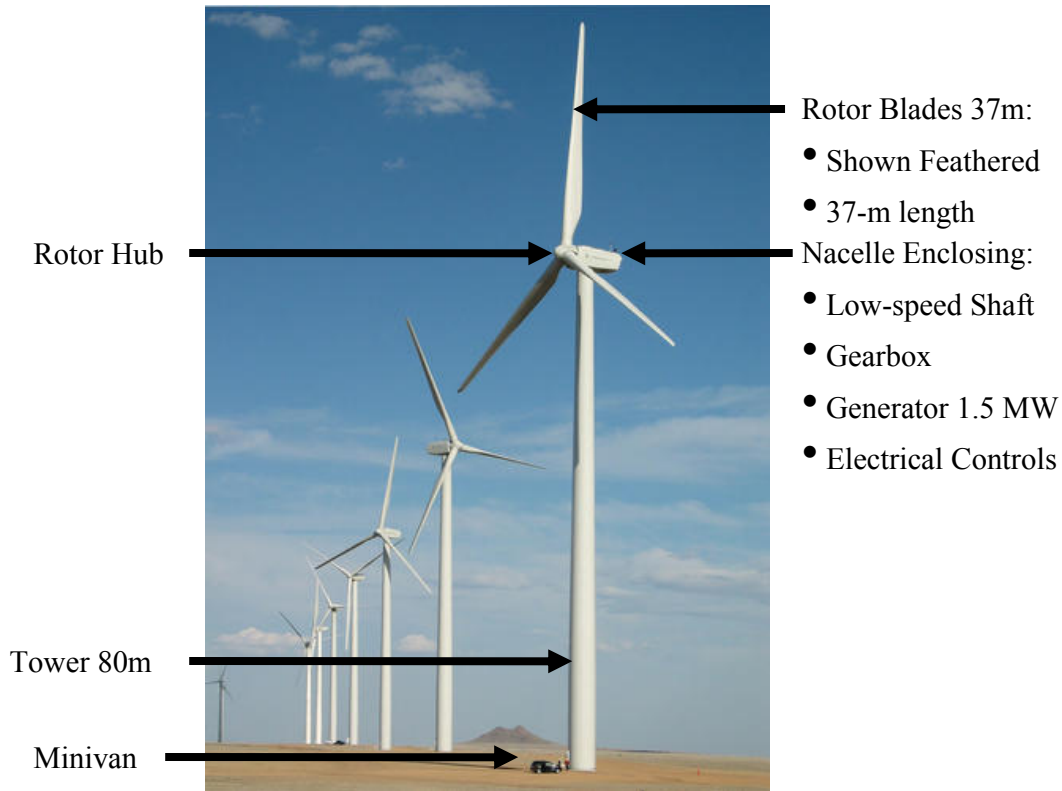 Rotor Blades 37m:
• Shown Feathered
• 37-m length
Rotor Hub
Nacelle Enclosing:
• Low-speed Shaft
• Gearbox
• Generator 1.5 MW
• Electrical Controls
Tower 80m
Minivan